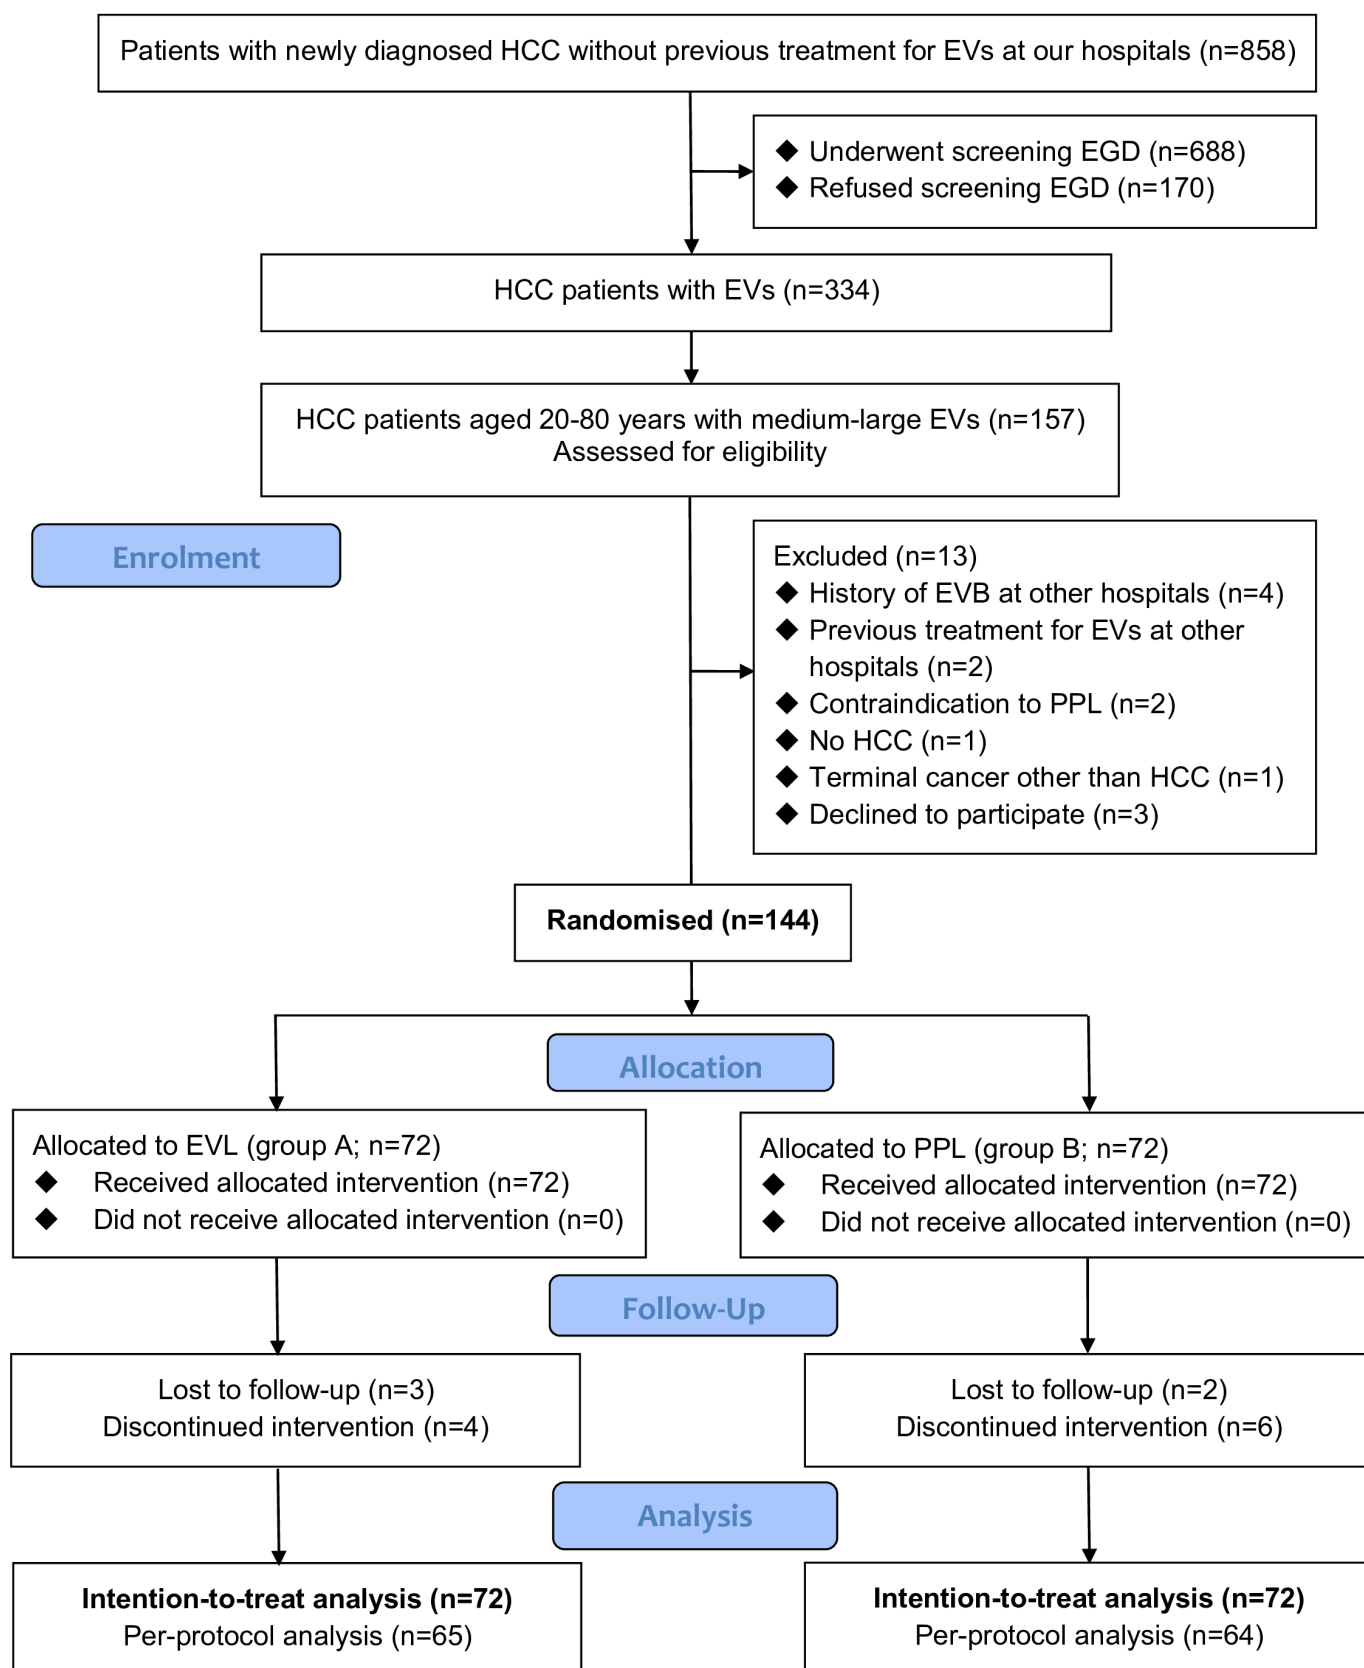 Patients with newly diagnosed HCC without previous treatment for EVs at our hospitals (n=858)
◆ Underwent screening EGD (n=688)
◆ Refused screening EGD (n=170)
HCC patients with EVs (n=334)
HCC patients aged 20-80 years with medium-large EVs (n=157)
Assessed for eligibility
Enrolment
Excluded (n=13)
◆ History of EVB at other hospitals (n=4)
◆ Previous treatment for EVs at other
hospitals (n=2)
◆ Contraindication to PPL (n=2)
◆ No HCC (n=1)
◆ Terminal cancer other than HCC (n=1)
◆ Declined to participate (n=3)
Randomised (n=144)
Allocation
Allocated to EVL (group A; n=72)
◆ Received allocated intervention (n=72)
◆ Did not receive allocated intervention (n=0)
Allocated to PPL (group B; n=72)
◆ Received allocated intervention (n=72)
◆ Did not receive allocated intervention (n=0)
Follow-Up
Lost to follow-up (n=3)
Discontinued intervention (n=4)
Lost to follow-up (n=2)
Discontinued intervention (n=6)
Analysis
Intention-to-treat analysis (n=72)
Per-protocol analysis (n=65)
Intention-to-treat analysis (n=72)
Per-protocol analysis (n=64)